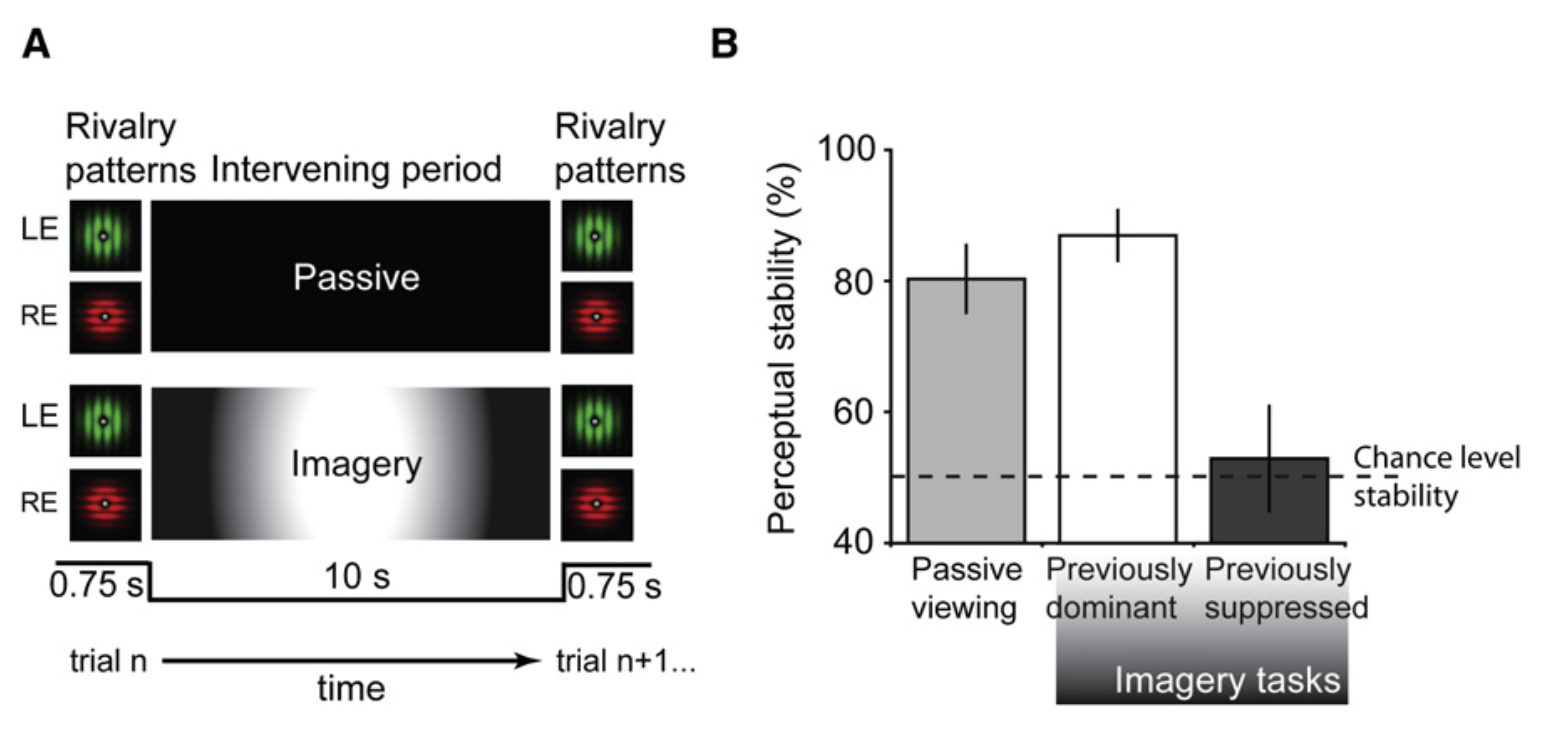 A
Rivalry
patterns
Intervening period
Rivalry
patterns
LE
RE
Passive
LE
RE
Imagery
0.75 s
10 s
0.75 s
trial n
time
trial n+1...
B
Perceptual stability (%)
100
80
60
40
Chance level
stability
Passive
viewing
Previously
dominant
Previously
suppressed
Imagery tasks